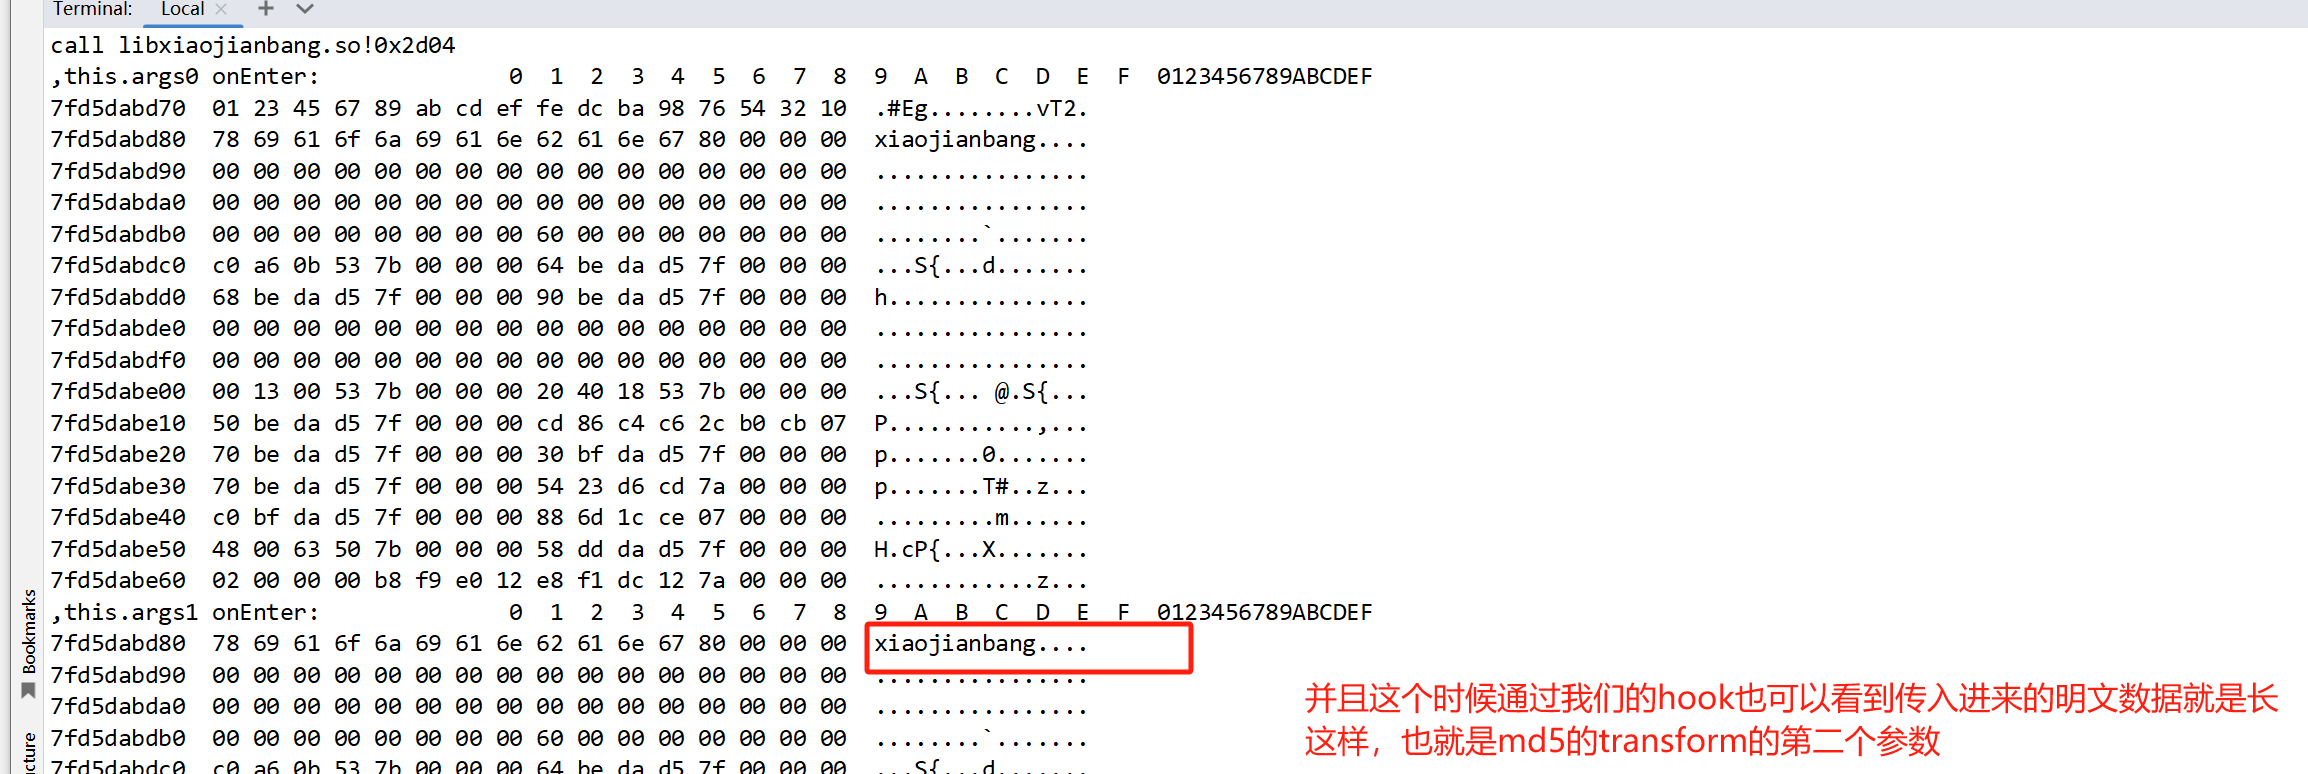 Terminal: Local × +
call libxiaojianbang.so!0x2d04
,this.args0 onEnter: 0 1 2 3 4 5 6 7 8 9 A B C D E F 0123456789ABCDEF
7fd5dabd70 01 23 45 67 89 ab cd ef fe dc ba 98 76 54 32 10 .#Eg........vT2.
7fd5dabd80 78 69 61 6f 6a 69 61 6e 62 61 6e 67 80 00 00 00 xiaojianbang....
7fd5dabd90 00 00 00 00 00 00 00 00 00 00 00 00 00 00 00 00 ................
7fd5dabda0 00 00 00 00 00 00 00 00 00 00 00 00 00 00 00 00 ................
7fd5dabdb0 00 00 00 00 00 00 00 00 60 00 00 00 00 00 00 00 ........`.......
7fd5dabdc0 c0 a6 0b 53 7b 00 00 00 64 be da d5 7f 00 00 00 ...S{...d.......
7fd5dabdd0 68 be da d5 7f 00 00 00 90 be da d5 7f 00 00 00 h...............
7fd5dabde0 00 00 00 00 00 00 00 00 00 00 00 00 00 00 00 00 ................
7fd5dabdf0 00 00 00 00 00 00 00 00 00 00 00 00 00 00 00 00 ................
7fd5dabe00 00 13 00 53 7b 00 00 00 20 40 18 53 7b 00 00 00 ...S{... @.S{...
7fd5dabe10 50 be da d5 7f 00 00 00 cd 86 c4 c6 2c b0 cb 07 P...........,...
7fd5dabe20 70 be da d5 7f 00 00 00 30 bf da d5 7f 00 00 00 p.......0.......
7fd5dabe30 70 be da d5 7f 00 00 00 54 23 d6 cd 7a 00 00 00 p.......T#..z...
7fd5dabe40 c0 bf da d5 7f 00 00 00 88 6d 1c ce 07 00 00 00 .........m......
7fd5dabe50 48 00 63 50 7b 00 00 00 58 dd da d5 7f 00 00 00 H.cP{...X.......
7fd5dabe60 02 00 00 00 b8 f9 e0 12 e8 f1 dc 12 7a 00 00 00 ............z...
,this.args1 onEnter: 0 1 2 3 4 5 6 7 8 9 A B C D E F 0123456789ABCDEF
7fd5dabd80 78 69 61 6f 6a 69 61 6e 62 61 6e 67 80 00 00 00 xiaojianbang....
7fd5dabd90 00 00 00 00 00 00 00 00 00 00 00 00 00 00 00 00 ................
7fd5dabda0 00 00 00 00 00 00 00 00 00 00 00 00 00 00 00 00 ................
7fd5dabdb0 00 00 00 00 00 00 00 00 60 00 00 00 00 00 00 00 ........`.......
7fd5dabdc0 c0 a6 0b 53 7b 00 00 00 64 be da d5 7f 00 00 00 ...S{...d.......
并且这个时候通过我们的hook也可以看到传入进来的明文数据就是长
这样，也就是md5的transform的第二个参数
Bookmarks